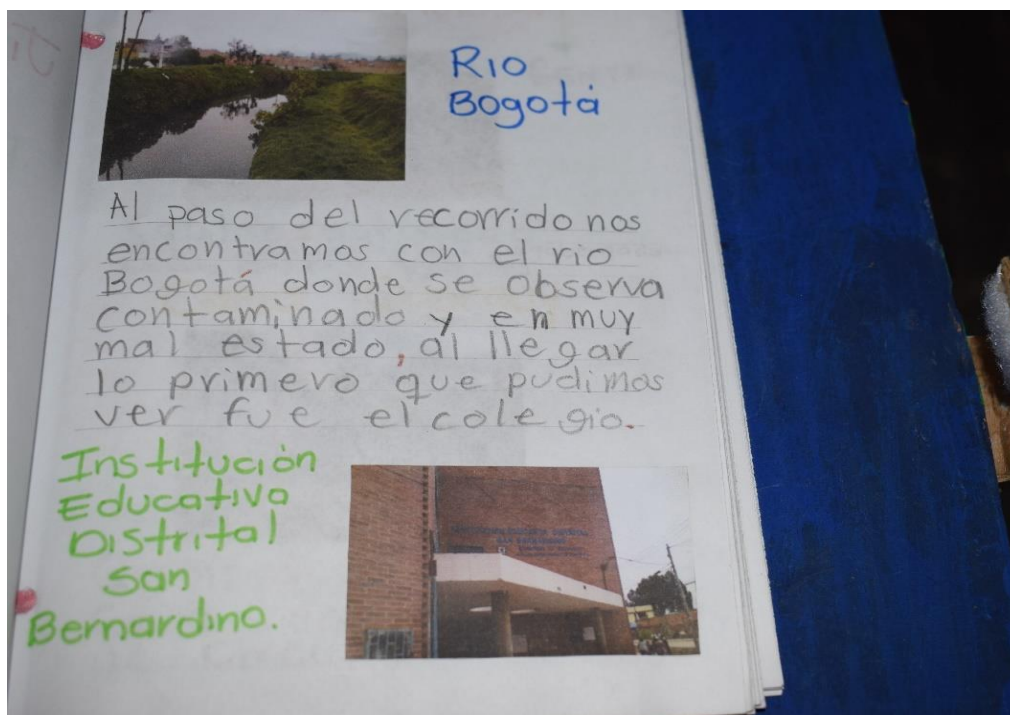 Rio
Bogotá
Al paso del recorrido nos
encontramos con el rio
Bogotá donde se observa
contaminado y en muy
mal estado, al llegar
lo primero que pudimos
ver fue el colegio.
Institución
Educativa
Distrital
San
Bernardino.